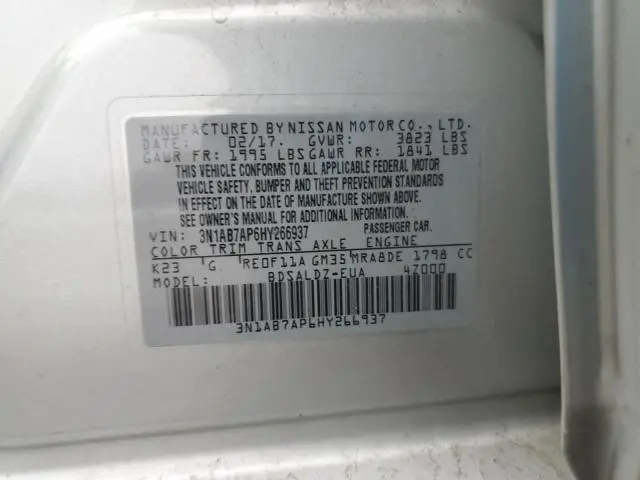 MANUFACTURED BY NISSAN MOTOR CO., LTD.
DATE: 02/17. GVWR: 3823 LBS
GAWR FR: 1995 LBS GAWR RR: 1841 LBS
THIS VEHICLE CONFORMS TO ALL APPLICABLE FEDERAL MOTOR
VEHICLE SAFETY, BUMPER AND THEFT PREVENTION STANDARDS
IN EFFECT ON THE DATE OF MANUFACTURE SHOWN ABOVE.
SEE OWNER'S MANUAL FOR ADDITIONAL INFORMATION.
VIN: 3N1AB7AP6HY266937 PASSENGER CAR.
COLOR TRIM TRANS AXLE ENGINE
K23 G. RE0F11A GM35 MRA8DE 1798 CC
MODEL: BDSALDZ-EUA 47000
3N1AB7AP6HY266937